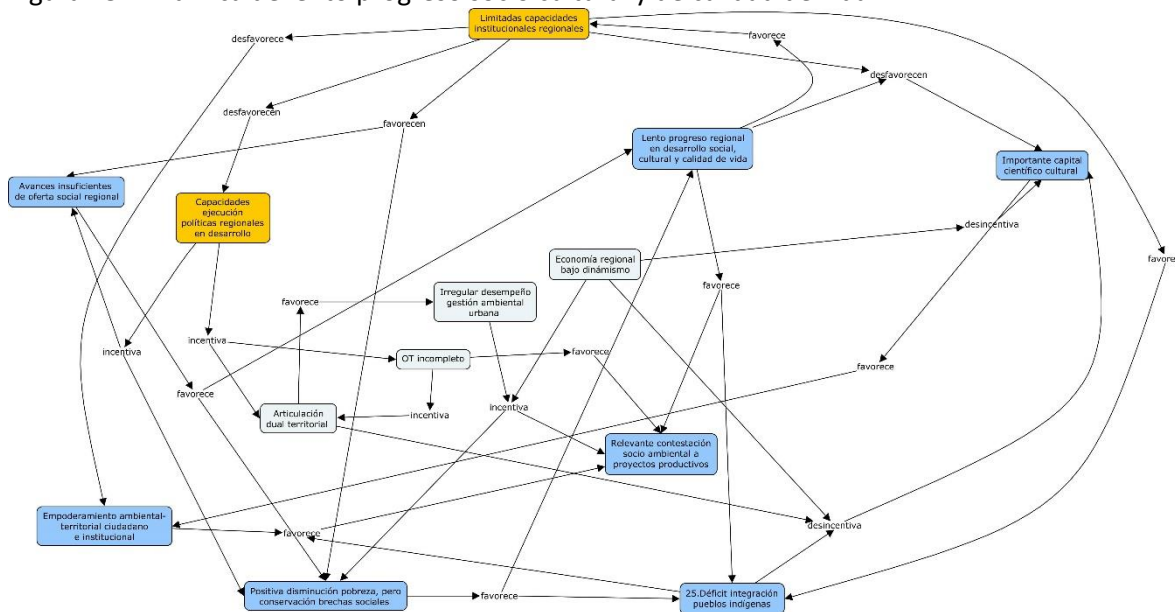 Limitadas capacidades
institucionales regionales
desfavorece
favorece
desfavorecen
desfavorecen
favorecen
Lento progreso regional
en desarrollo social,
cultural y calidad de vida
Importante capital
científico cultural
Avances insuficientes
de oferta social regional
Capacidades
ejecución
políticas regionales
en desarrollo
desincentiva
Economía regional
bajo dinámismo
favore
favorece
Irregular desempeño
gestión ambiental
urbana
favorece
incentiva
incentiva
OT incompleto
favorece
favorece
favorece
incentiva
incentiva
Articulación
dual territorial
Relevante contestación
socio ambiental a
proyectos productivos
Empoderamiento ambiental-
territorial ciudadano
e institucional
favorece
desincentiva
Positiva disminución pobreza, pero
conservación brechas sociales
favorece
25.Déficit integración
pueblos indígenas